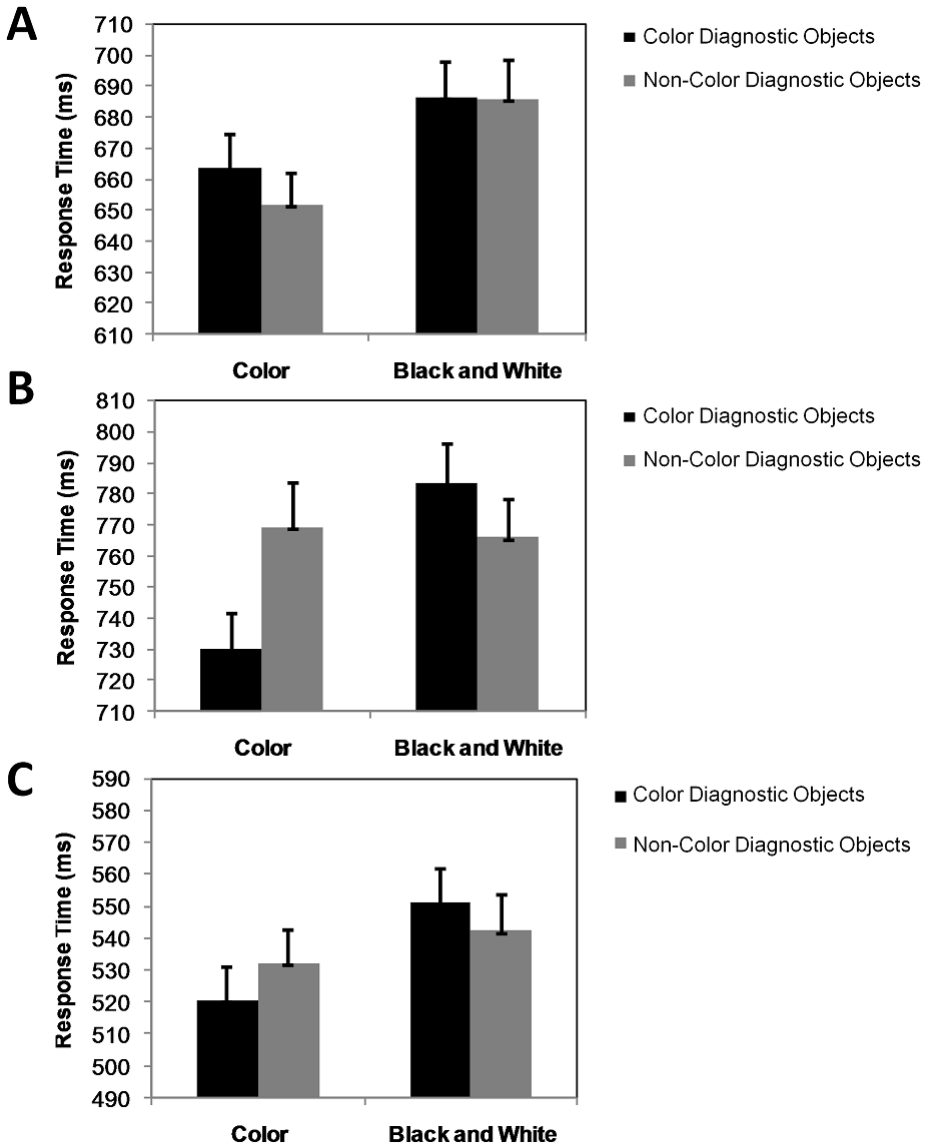 A
Response Time (ms)
710
700
690
680
670
660
650
640
630
620
610
Color
Black and White
Color Diagnostic Objects
Non-Color Diagnostic Objects
B
Response Time (ms)
810
800
790
780
770
760
750
740
730
720
710
Color
Black and White
Color Diagnostic Objects
Non-Color Diagnostic Objects
C
Response Time (ms)
590
580
570
560
550
540
530
520
510
500
490
Color
Black and White
Color Diagnostic Objects
Non-Color Diagnostic Objects